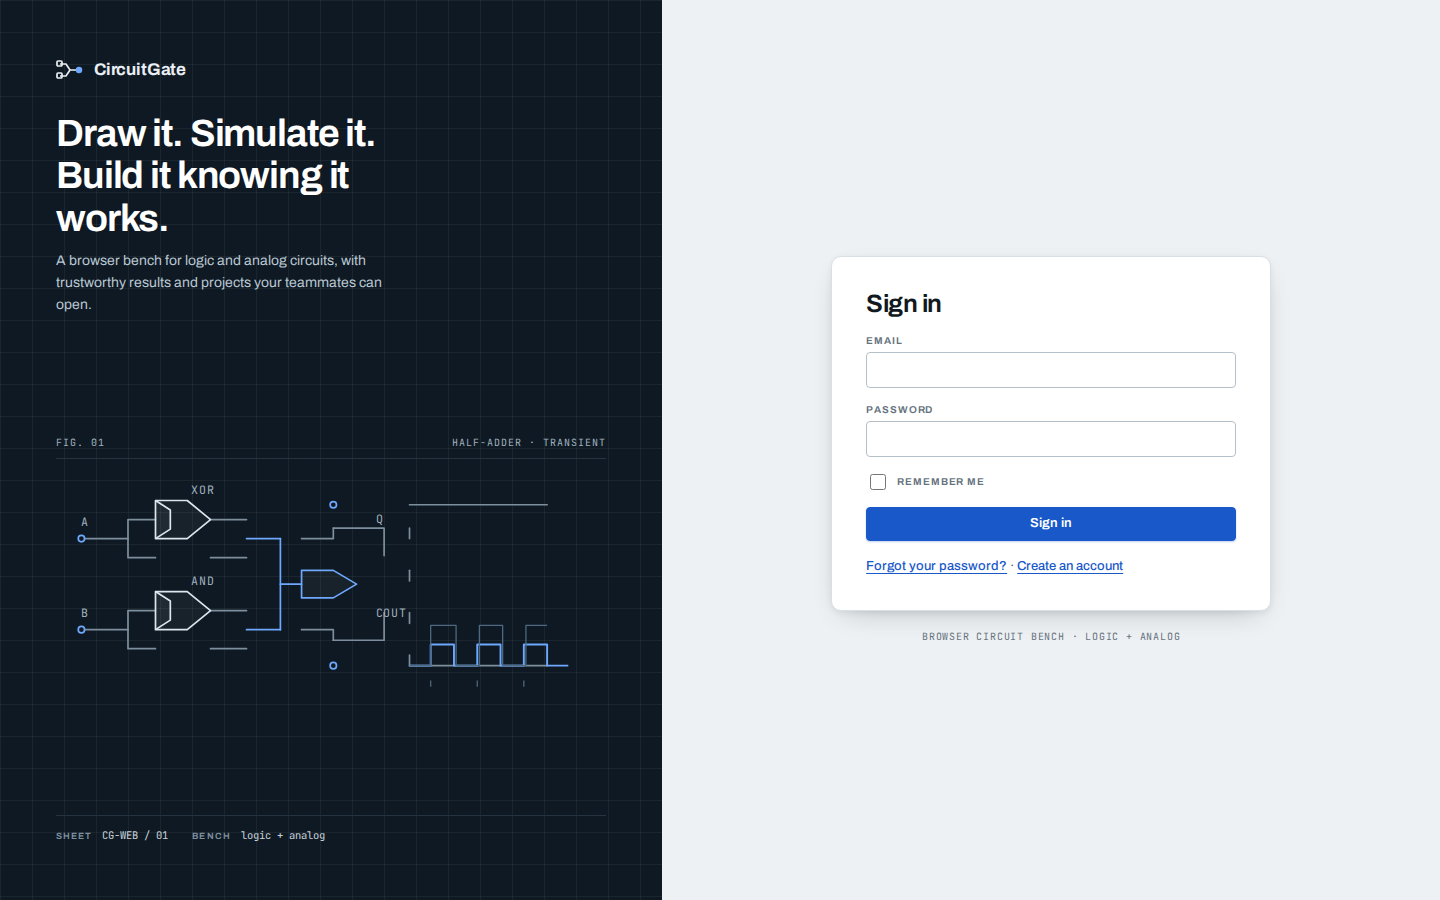 CircuitGate
Draw it. Simulate it.
Build it knowing it
works.
A browser bench for logic and analog circuits, with
trustworthy results and projects your teammates can
open.
FIG. 01
HALF-ADDER · TRANSIENT
XOR
A
Q
AND
B
COUT
SHEET CG-WEB / 01 BENCH logic + analog
Sign in
EMAIL
PASSWORD
REMEMBER ME
Sign in
Forgot your password? · Create an account
BROWSER CIRCUIT BENCH · LOGIC + ANALOG